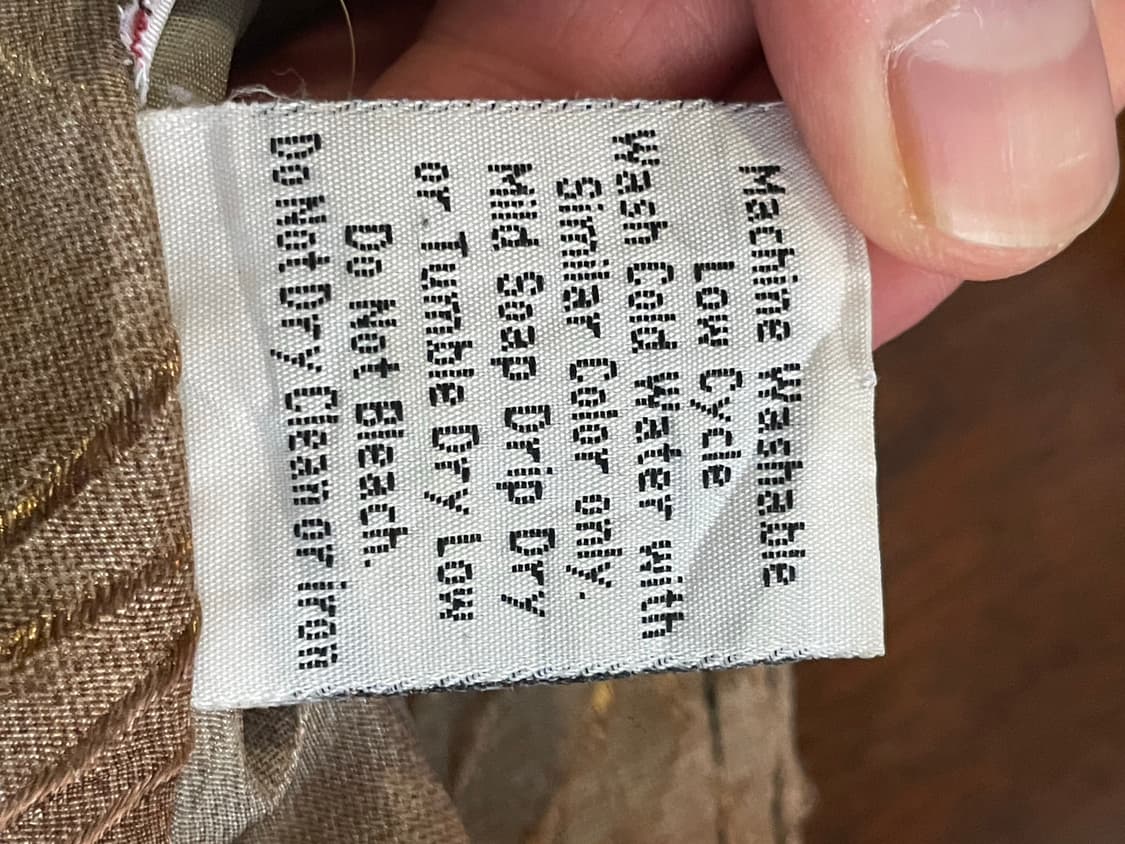 Machine Washable
Low Cycle
Wash Cold Water with
Similar Color only.
Mild Soap Drip Dry
or Tumble Dry Low
Do Not Bleach.
Do Not Dry Clean or iron